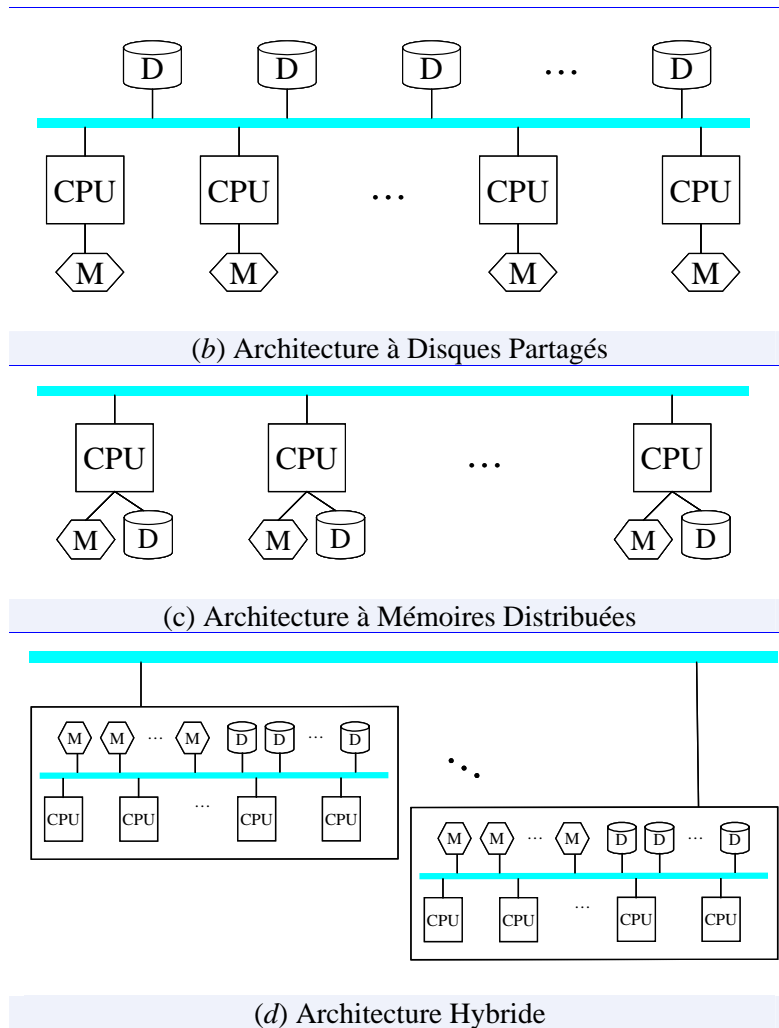 D D D … D
CPU CPU … CPU CPU
M M M M
(b) Architecture à Disques Partagés
CPU CPU … CPU
M D M D M D
(c) Architecture à Mémoires Distribuées
M M … M D D … D
CPU CPU … CPU CPU
M M … M D D … D
CPU CPU … CPU CPU
(d) Architecture Hybride